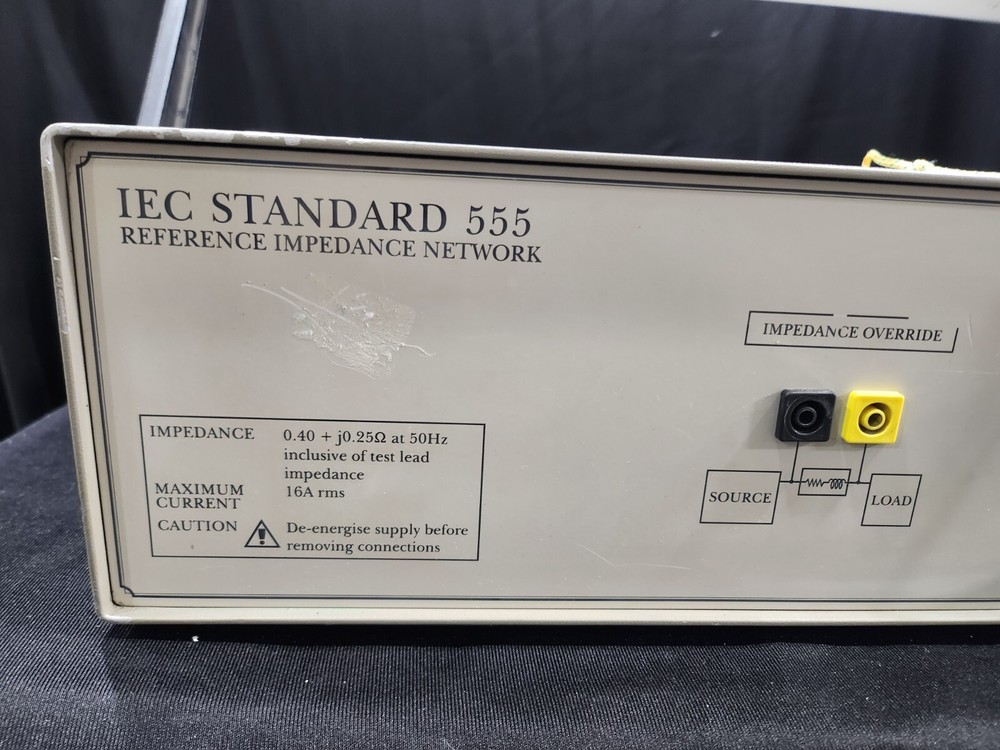 IEC STANDARD 555
REFERENCE IMPEDANCE NETWORK
IMPEDANCE OVERRIDE
IMPEDANCE 0.40 + j0.25Ω at 50Hz
inclusive of test lead
impedance
MAXIMUM 16A rms
CURRENT
CAUTION De-energise supply before
removing connections
SOURCE
LOAD